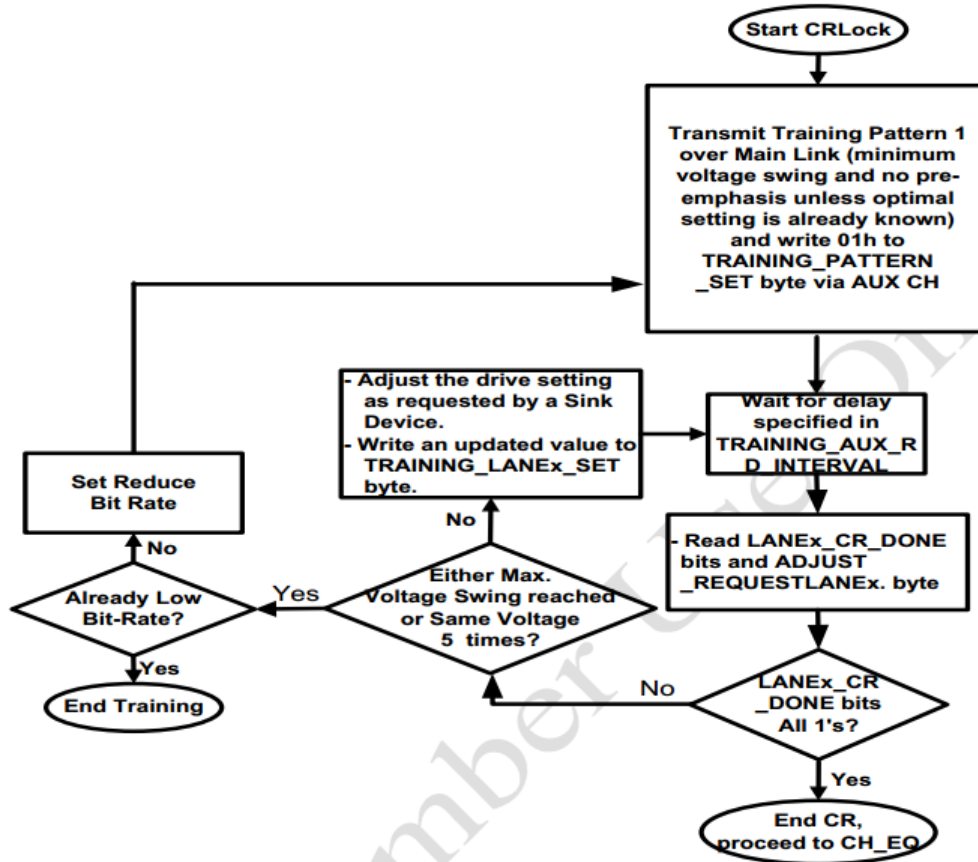 Start CRLock
Transmit Training Pattern 1
over Main Link (minimum
voltage swing and no pre-
emphasis unless optimal
setting is already known)
and write 01h to
TRAINING_PATTERN
_SET byte via AUX CH
- Adjust the drive setting
as requested by a Sink
Device.
- Write an updated value to
TRAINING_LANEx_SET
byte.
Wait for delay
specified in
TRAINING_AUX_R
D_INTERVAL
Set Reduce
Bit Rate
No
No
- Read LANEx_CR_DONE
bits and ADJUST
_REQUESTLANEx. byte
Already Low
Bit-Rate?
Yes
Either Max.
Voltage Swing reached
or Same Voltage
5 times?
Yes
End Training
No
LANEx_CR
_DONE bits
All 1's?
Yes
End CR,
proceed to CH_EQ
mber Use On